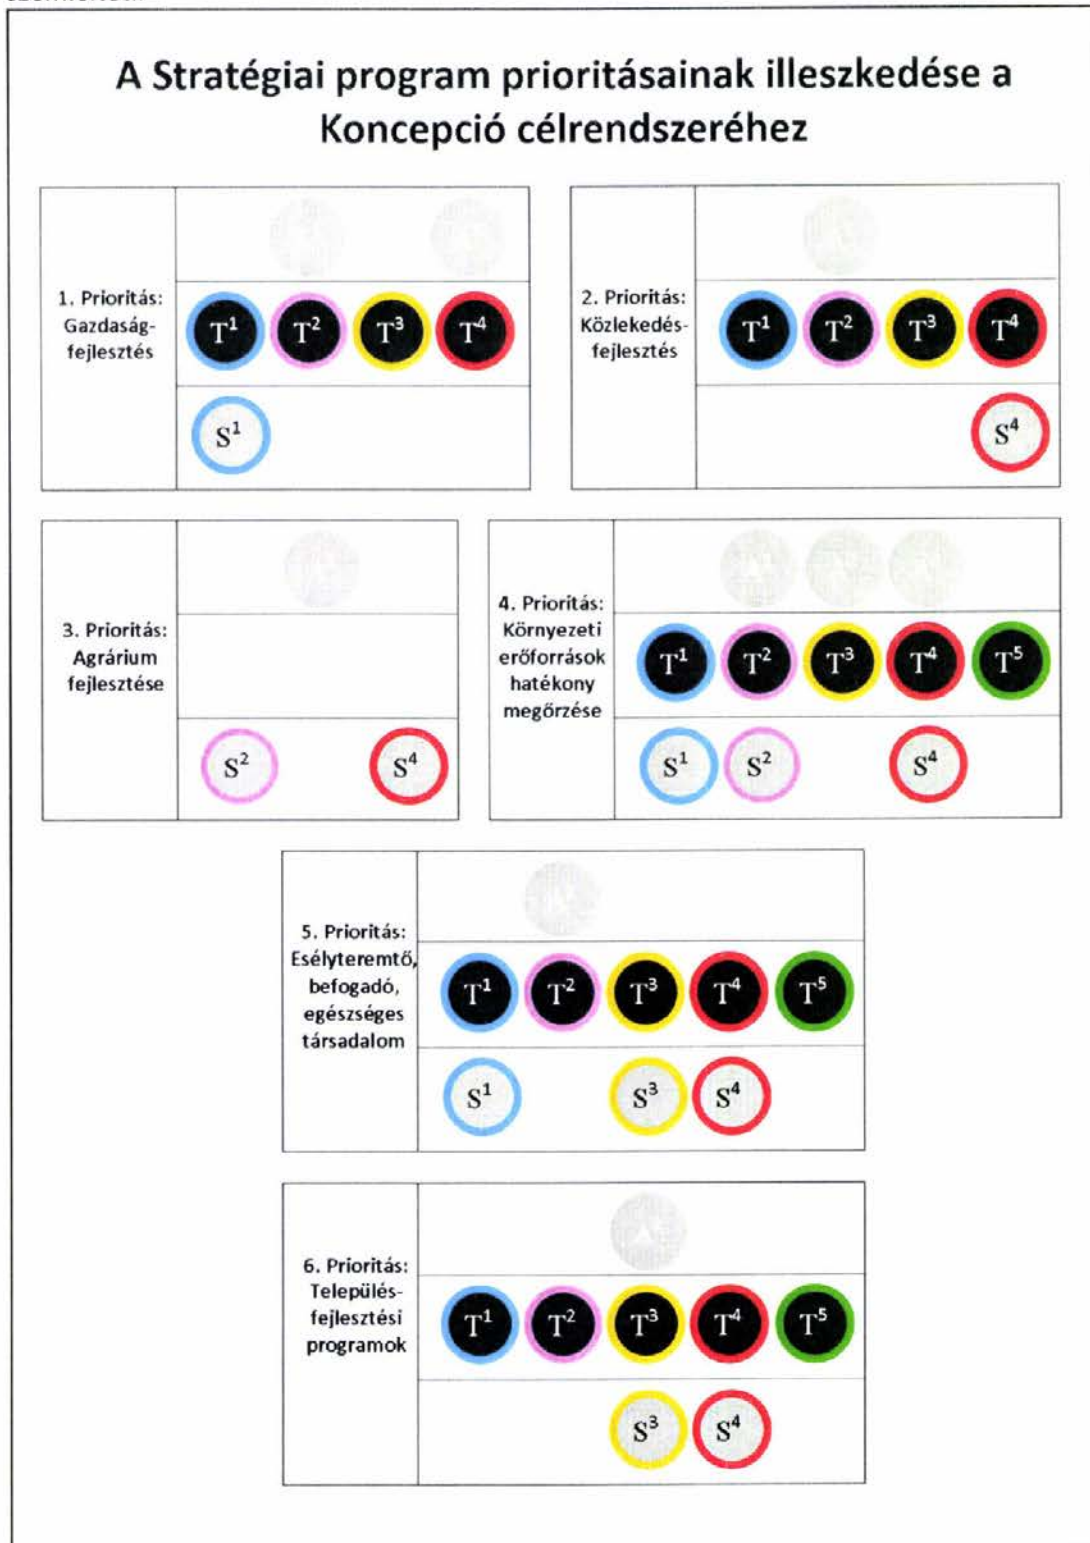 A Stratégiai program prioritásainak illeszkedése a
Koncepció célrendszeréhez
1. Prioritás:
Gazdaság-
fejlesztés
T¹ T² T³ T⁴
S¹
2. Prioritás:
Közlekedés-
fejlesztés
T¹ T² T³ T⁴
S⁴
3. Prioritás:
Agrárium
fejlesztése
S² S⁴
4. Prioritás:
Környezeti
erőforrások
hatékony
megőrzése
T¹ T² T³ T⁴ T⁵
S¹ S² S⁴
5. Prioritás:
Esélyteremtő,
befogadó,
egészséges
társadalom
T¹ T² T³ T⁴ T⁵
S¹ S³ S⁴
6. Prioritás:
Település-
fejlesztési
programok
T¹ T² T³ T⁴ T⁵
S³ S⁴